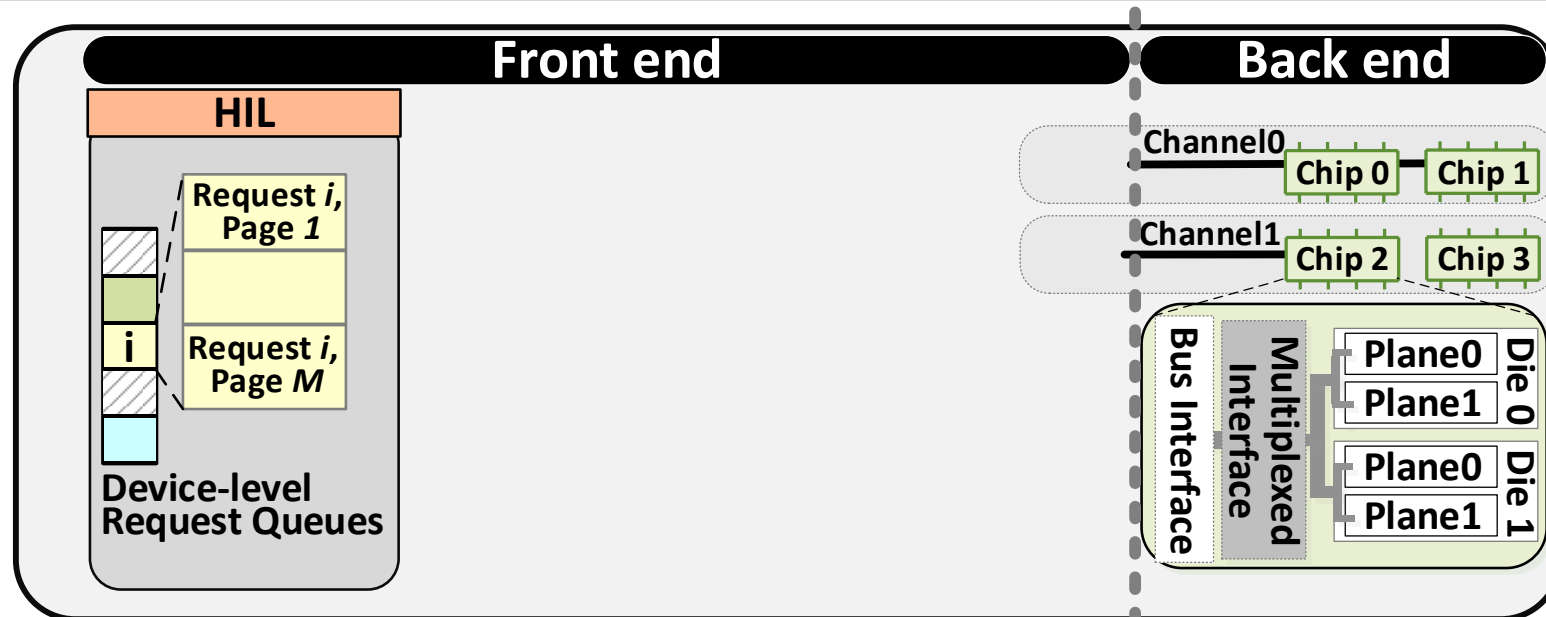 Front end
Back end
HIL
Request i,
Page 1
i
Request i,
Page M
Device-level
Request Queues
Channel0
Chip 0
Chip 1
Channel1
Chip 2
Chip 3
Bus Interface
Multiplexed
Interface
Plane0
Plane1
Die 0
Plane0
Plane1
Die 1